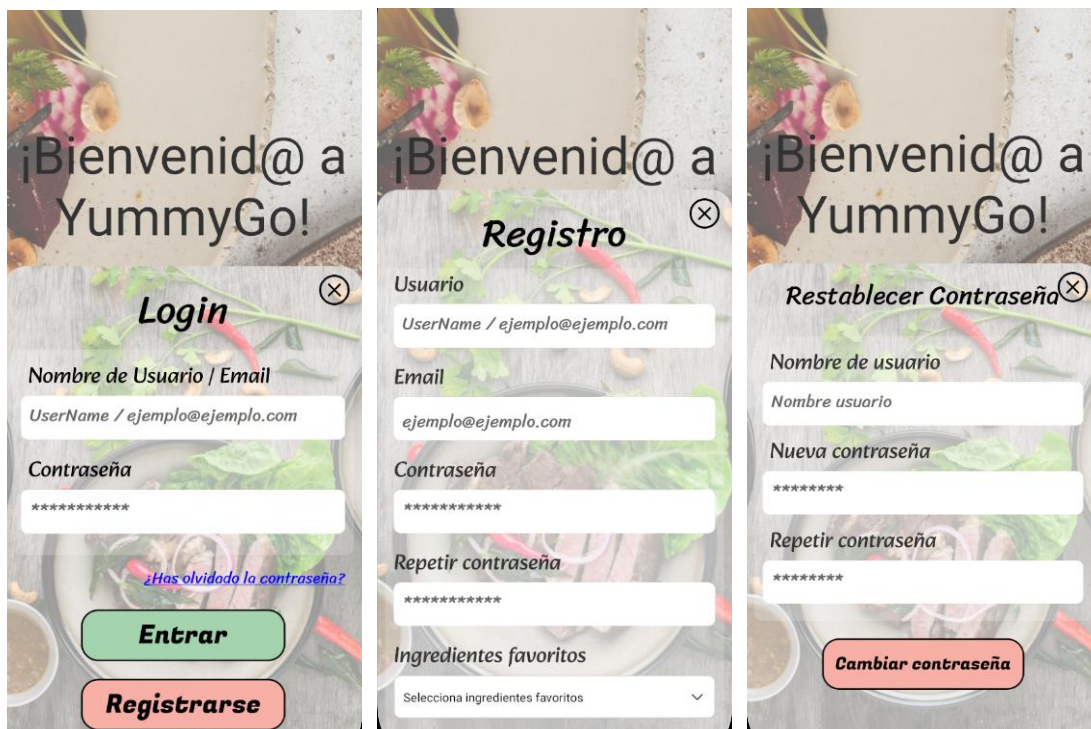 ¡Bienvenid@ a
YummyGo!
Login
Nombre de Usuario / Email
UserName / ejemplo@ejemplo.com
Contraseña
***********
¿Has olvidado la contraseña?
Entrar
Registrarse
¡Bienvenid@ a
Registro
Usuario
UserName / ejemplo@ejemplo.com
Email
ejemplo@ejemplo.com
Contraseña
***********
Repetir contraseña
***********
Ingredientes favoritos
Selecciona ingredientes favoritos
¡Bienvenid@ a
YummyGo!
Restablecer Contraseña
Nombre de usuario
Nombre usuario
Nueva contraseña
********
Repetir contraseña
********
Cambiar contraseña